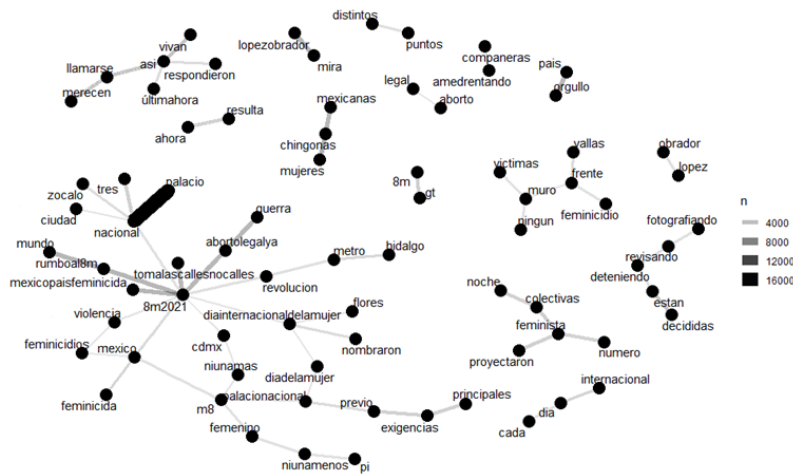 distintos
vivan
lopezobrador
puntos
companeras
asi
mira
llamarse
respondieron
legal
amedrentando
pais
merecen
últimahora
mexicanas
aborto
orgullo
resulta
ahora
chingonas
vallas
obrador
mujeres
victimas
palacio
8m
frente
lopez
tres
muro
zocalo
gt
n
guerra
feminicidio
fotografiando
4000
ciudad
nacional
ningun
8000
mundo
abortolegalya
hidalgo
revisando
12000
rumboal8m
tomalascallesnocalles
metro
deteniendo
16000
mexicopaisfeminicida
revolucion
noche
8m2021
flores
colectivas
estan
violencia
diainternacionaldelamujer
feminista
decididas
cdmx
nombraron
feminicidios
mexico
niunamas
proyectaron
numero
diadelamujer
internacional
feminicida
palacionacional
principales
m8
previo
dia
exigencias
cada
femenino
niunamenos
pi